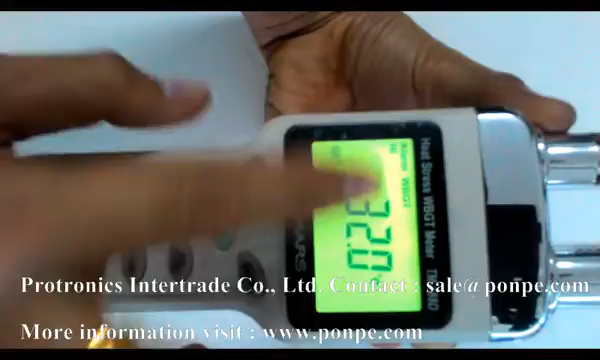 Heat Stress WBGT Meter
Alarm WBGT
32.0
Protronics Intertrade Co., Ltd. Contact : sale@ponpe.com
More information visit : www.ponpe.com